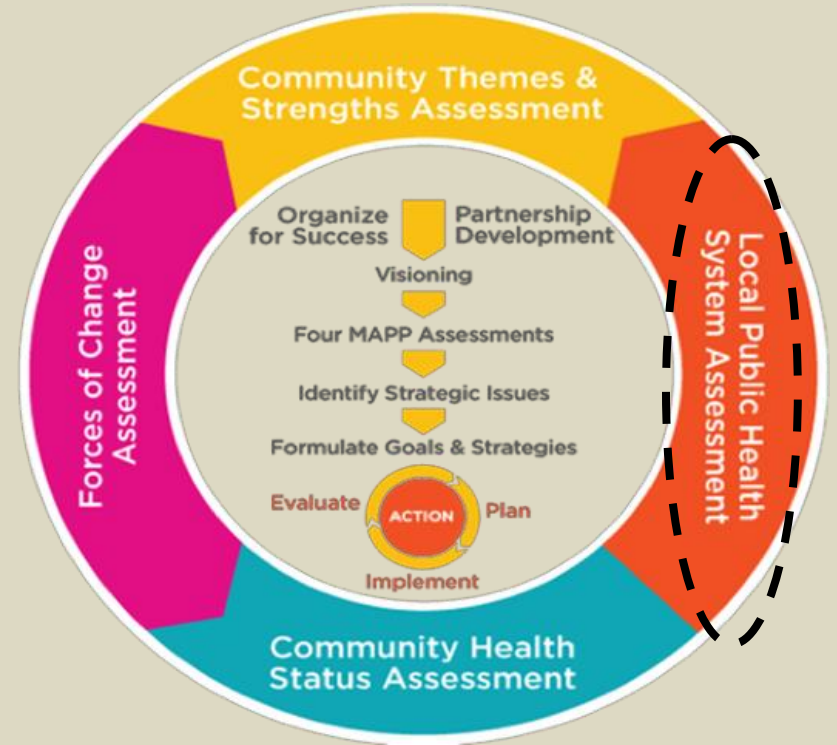 Community Themes &
Strengths Assessment
Organize
for Success
Partnership
Development
Visioning
Four MAPP Assessments
Identify Strategic Issues
Formulate Goals & Strategies
Evaluate
ACTION
Plan
Implement
Forces of Change
Assessment
Local Public Health
System Assessment
Community Health
Status Assessment